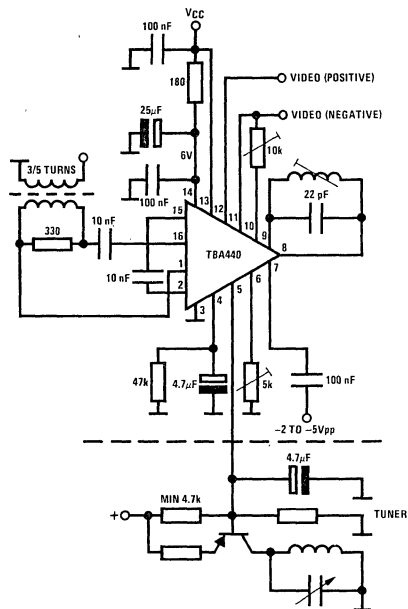 VCC
100 nF
180
VIDEO (POSITIVE)
25µF
VIDEO (NEGATIVE)
3/5 TURNS
6V
10k
100 nF
14
13
12
11
10
9
22 pF
10 nF
15
16
330
TBA440
8
1
7
10 nF
2
6
3
4
5
47k
4.7µF
5k
100 nF
–2 TO –5Vpp
4.7µF
MIN 4.7k
+
TUNER